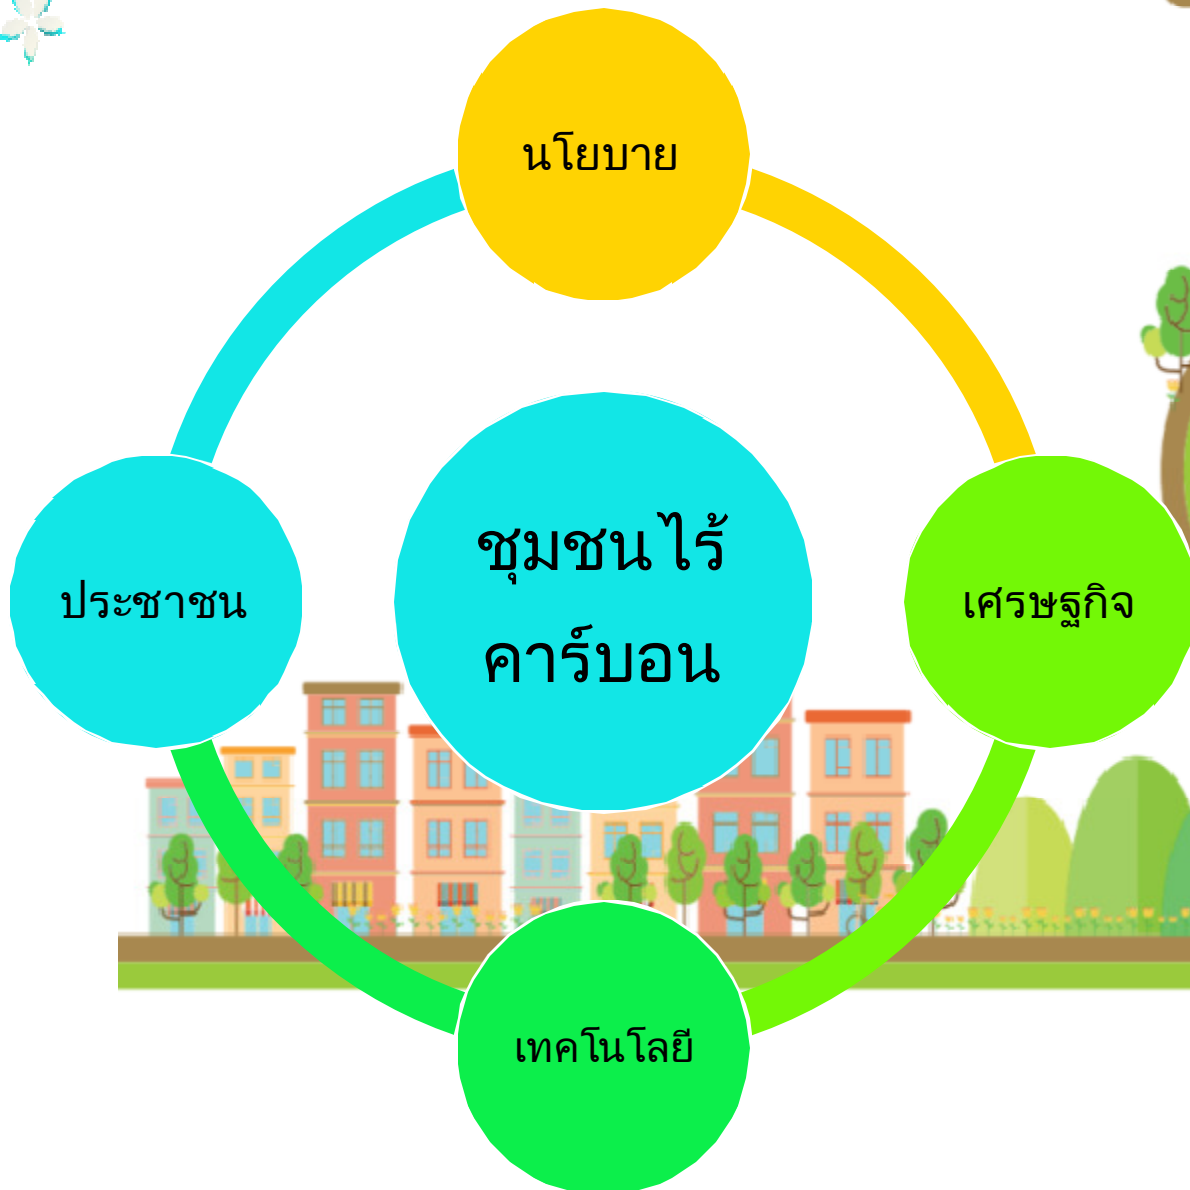 นโยบาย
ชุมชนไร้
คาร์บอน
ประชาชน
เศรษฐกิจ
เทคโนโลยี